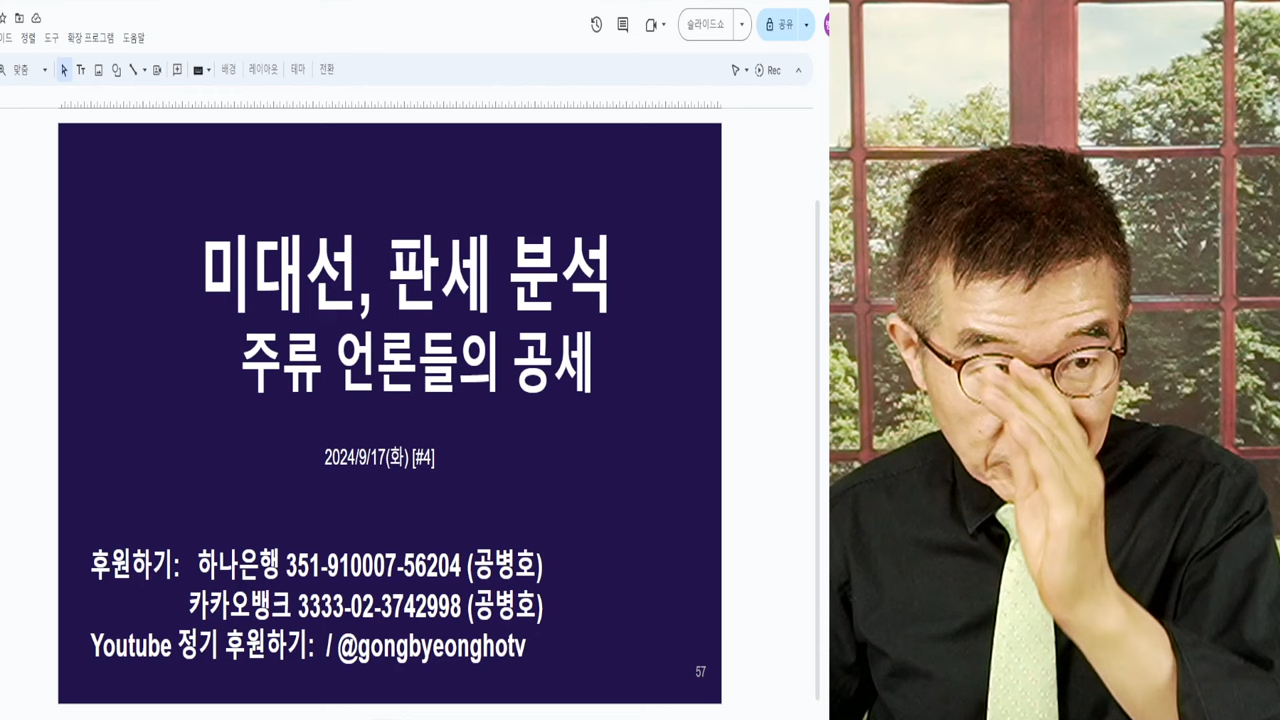 이드 정렬 도구 확장 프로그램 도움말
슬라이드쇼
공유
맞춤
배경 레이아웃 테마 전환
Rec
미대선, 판세 분석
주류 언론들의 공세
2024/9/17(화) [#4]
후원하기: 하나은행 351-910007-56204 (공병호)
카카오뱅크 3333-02-3742998 (공병호)
Youtube 정기 후원하기: / @gongbyeonghotv
57